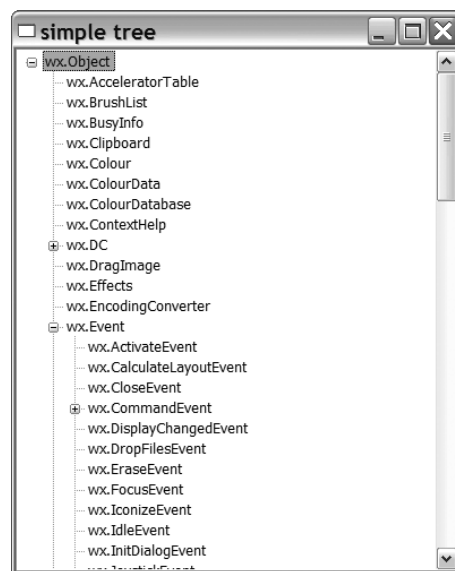 simple tree
wx.Object
wx.AcceleratorTable
wx.BrushList
wx.BusyInfo
wx.Clipboard
wx.Colour
wx.ColourData
wx.ColourDatabase
wx.ContextHelp
wx.DC
wx.DragImage
wx.Effects
wx.EncodingConverter
wx.Event
wx.ActivateEvent
wx.CalculateLayoutEvent
wx.CloseEvent
wx.CommandEvent
wx.DisplayChangedEvent
wx.DropFilesEvent
wx.EraseEvent
wx.FocusEvent
wx.IconizeEvent
wx.IdleEvent
wx.InitDialogEvent